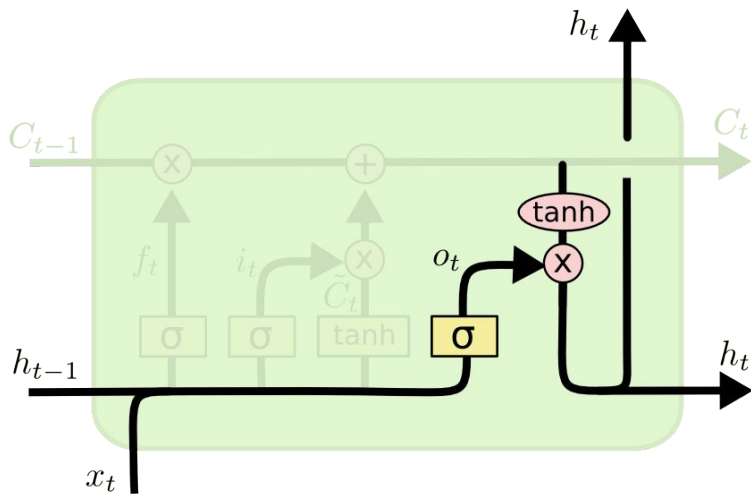 h_t
C_{t-1}
C_t
x
+
tanh
f_t
i_t
x
o_t
x
C̃_t
σ
σ
tanh
σ
h_{t-1}
h_t
x_t